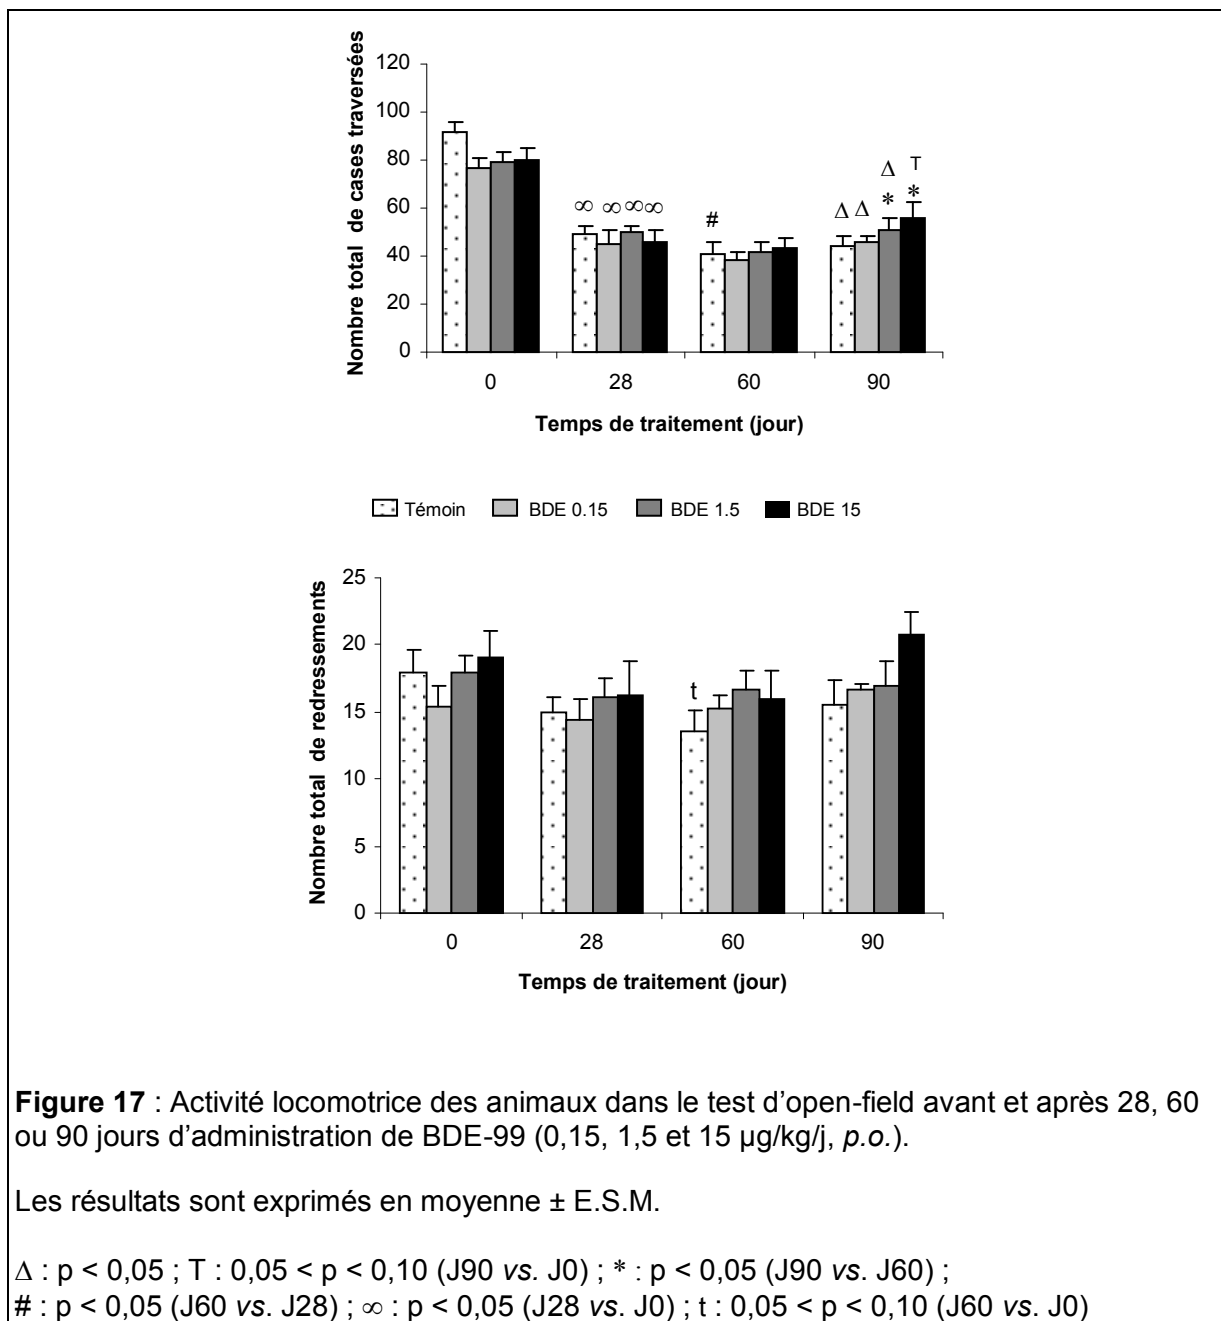 Nombre total de cases traversées
120
100
80
60
40
20
0
∞ ∞ ∞ ∞
#
Δ Δ Δ * T *
0 28 60 90
Temps de traitement (jour)
Témoin BDE 0.15 BDE 1.5 BDE 15
Nombre total de redressements
25
20
15
10
5
0
t
0 28 60 90
Temps de traitement (jour)
Figure 17 : Activité locomotrice des animaux dans le test d’open-field avant et après 28, 60
ou 90 jours d’administration de BDE-99 (0,15, 1,5 et 15 µg/kg/j, p.o.).
Les résultats sont exprimés en moyenne ± E.S.M.
Δ : p < 0,05 ; T : 0,05 < p < 0,10 (J90 vs. J0) ; * : p < 0,05 (J90 vs. J60) ;
# : p < 0,05 (J60 vs. J28) ; ∞ : p < 0,05 (J28 vs. J0) ; t : 0,05 < p < 0,10 (J60 vs. J0)